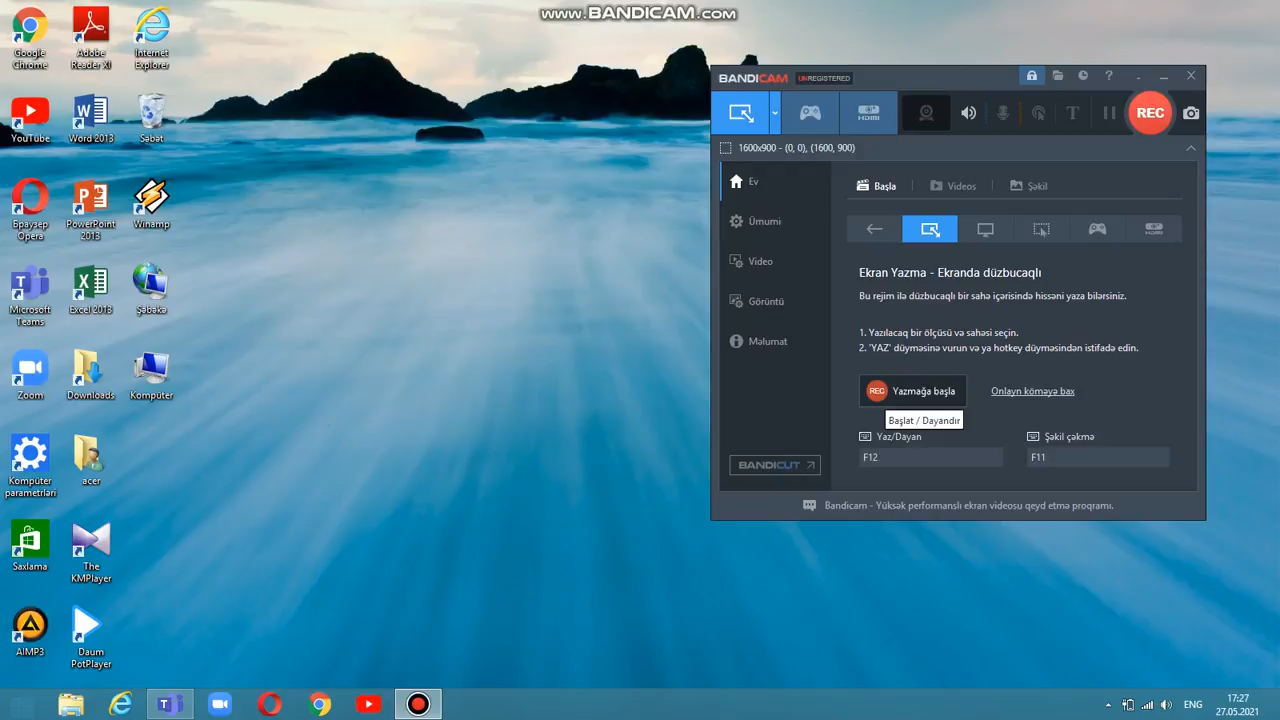 www.BANDICAM.com
Google
Chrome
Adobe
Reader XI
Internet
Explorer
YouTube
Word 2013
Səbət
Браузер
Opera
PowerPoint
2013
Winamp
Microsoft
Teams
Excel 2013
Şəbəkə
Zoom
Downloads
Kompüter
Komputer
parametrləri
acer
Saxlama
The
KMPlayer
AIMP3
Daum
PotPlayer
BANDICAM UNREGISTERED
HDMI
T
REC
1600x900 - (0, 0), (1600, 900)
Ev
Ümumi
Video
Görüntü
Məlumat
BANDICUT
Başla
Videos
Şəkil
HDMI
Ekran Yazma - Ekranda düzbucaqlı
Bu rejim ilə düzbucaqlı bir sahə içərisində hissəni yaza bilərsiniz.
1. Yazılacaq bir ölçüsü və sahəsi seçin.
2. 'YAZ' düyməsinə vurun və ya hotkey düyməsindən istifadə edin.
REC Yazmağa başla
Onlayn köməyə bax
Başlat / Dayandır
Yaz/Dayan
Şəkil çəkmə
F12
F11
Bandicam - Yüksək performanslı ekran videosu qeyd etmə proqramı.
ENG
17:27
27.05.2021